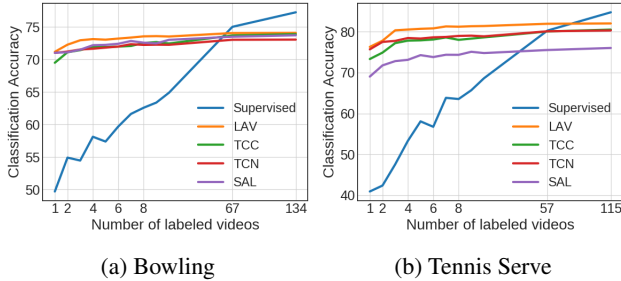 75
70
65
60
55
50
Classification Accuracy
Supervised
LAV
TCC
TCN
SAL
1 2 4 6 8 67 134
Number of labeled videos
(a) Bowling
80
70
60
50
40
Classification Accuracy
Supervised
LAV
TCC
TCN
SAL
1 2 4 6 8 57 115
Number of labeled videos
(b) Tennis Serve